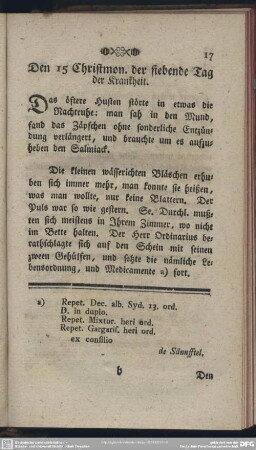 17
Den 15 Christmon. der siebende Tag
der Krankheit.
Das öftere Husten störte in etwas die
Nachtruhe: man sah in den Mund,
fand das Zäpfchen ohne sonderliche Entzün-
dung verlängert, und brauchte um es aufzu-
heben den Salmiack.
Die kleinen wässerichten Bläschen erhu-
ben sich immer mehr, man konnte sie heißen,
was man wollte, nur keine Blattern. Der
Puls war so wie gestern. Se. Durchl. muß-
ten sich meistens in Ihrem Zimmer, wo nicht
im Bette halten. Der Herr Ordinarius be-
rathschlagte sich auf den Schein mit seinen
zween Gehülfen, und setzte die nämliche Le-
bensordnung, und Medicamente a) fort.
a) Repet. Dec. alb. Syd. 13. ord.
D. in duplo.
Repet. Mixtur. heri ord.
Repet. Gargaris. heri ord.
ex consilio
b
Den